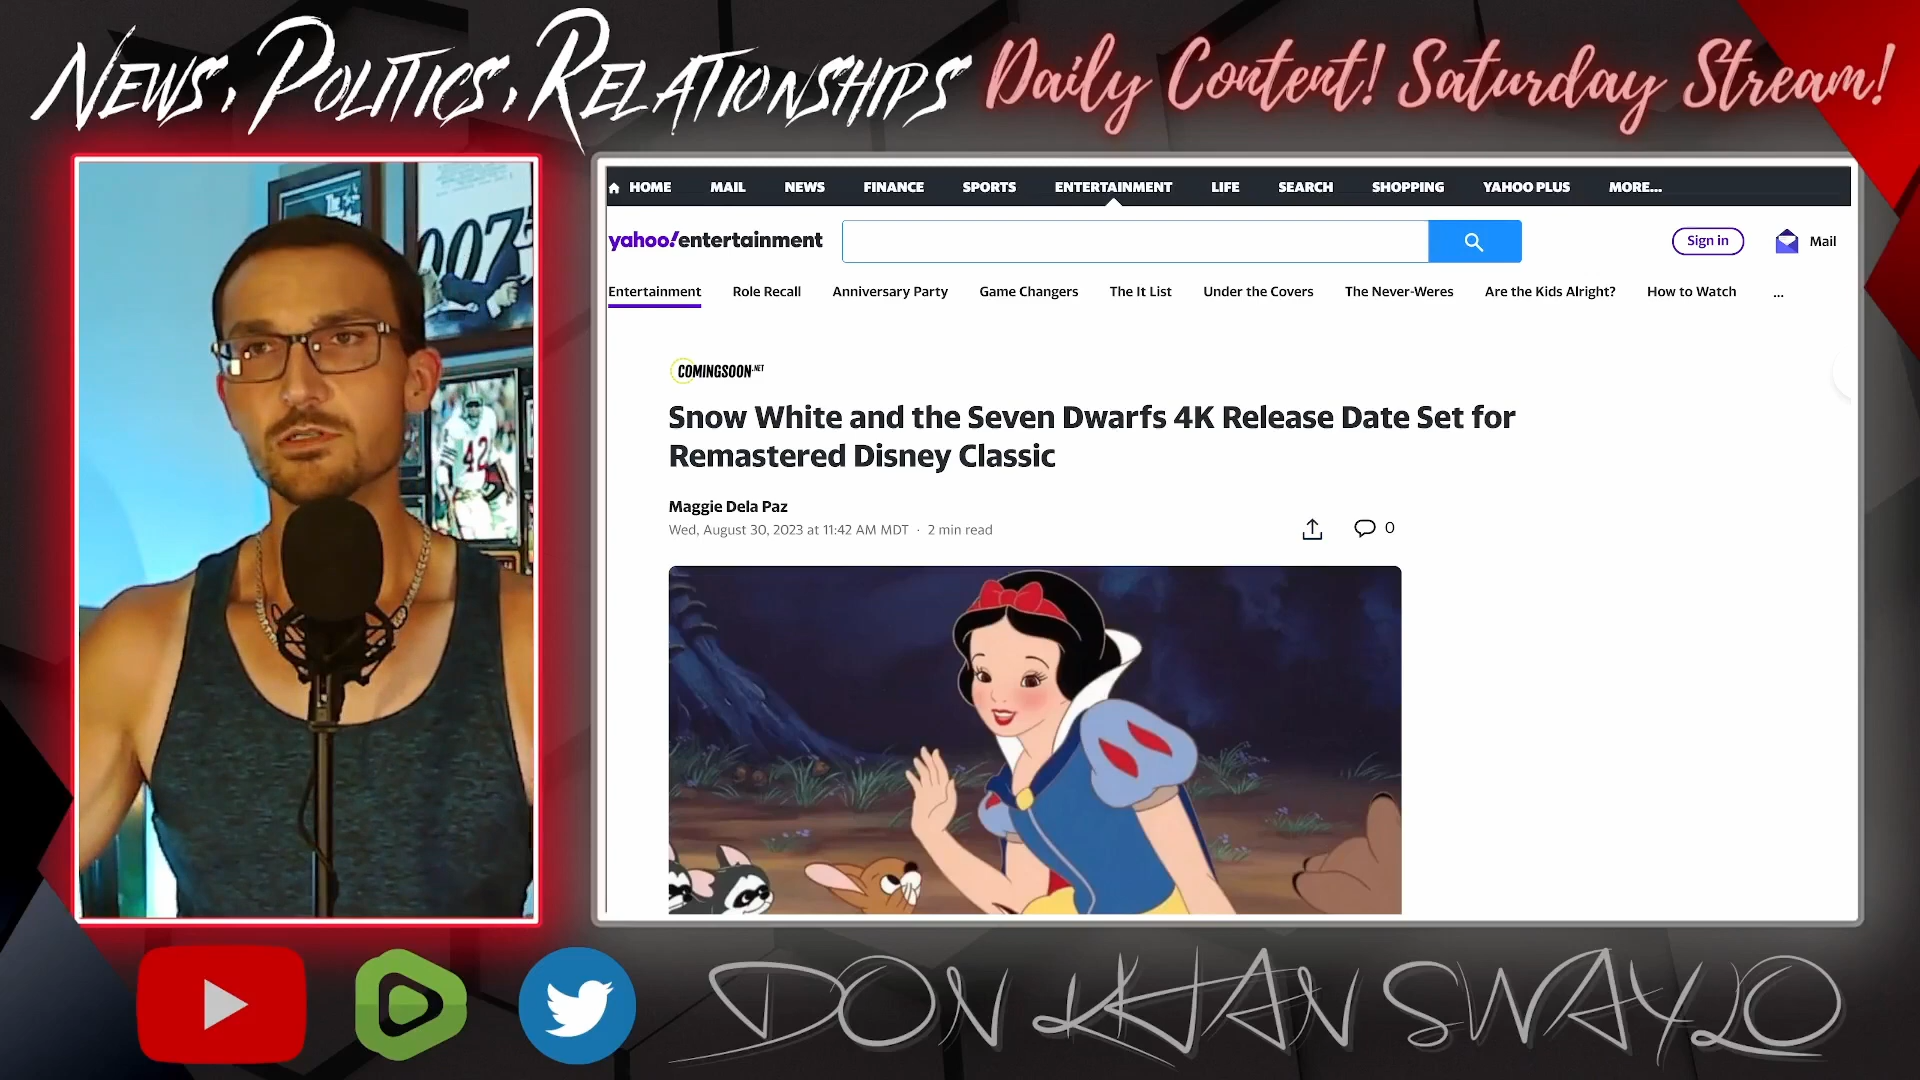 NEWS, POLITICS, RELATIONSHIPS Daily Content! Saturday Stream!
HOME MAIL NEWS FINANCE SPORTS ENTERTAINMENT LIFE SEARCH SHOPPING YAHOO PLUS MORE...
yahoo!entertainment
Sign in Mail
Entertainment Role Recall Anniversary Party Game Changers The It List Under the Covers The Never-Weres Are the Kids Alright? How to Watch ...
COMINGSOON.NET
Snow White and the Seven Dwarfs 4K Release Date Set for
Remastered Disney Classic
Maggie Dela Paz
Wed, August 30, 2023 at 11:42 AM MDT · 2 min read
0
007
42
DON KHAN SWAYLO